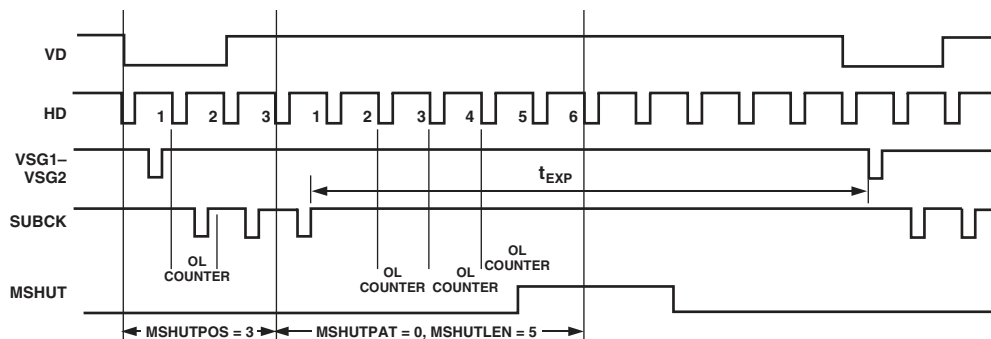 VD
HD
1 2 3 1 2 3 4 5 6
VSG1–
VSG2
tEXP
SUBCK
OL
COUNTER
OL
COUNTER
OL
COUNTER
OL
COUNTER
MSHUT
MSHUTPOS = 3
MSHUTPAT = 0, MSHUTLEN = 5